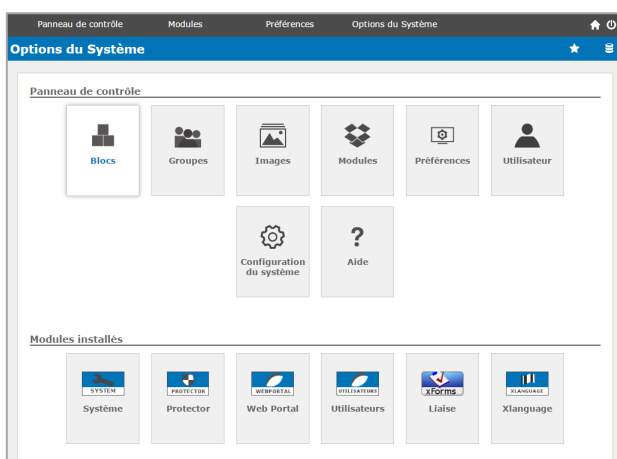 Panneau de contrôle Modules Préférences Options du Système
Options du Système
Panneau de contrôle
Blocs Groupes Images Modules Préférences Utilisateur
Configuration du système Aide
Modules installés
SYSTEM PROTECTOR WEBPORTAL UTILISATEURS xForms XLANGUAGE
Système Protector Web Portal Utilisateurs Liaise Xlanguage